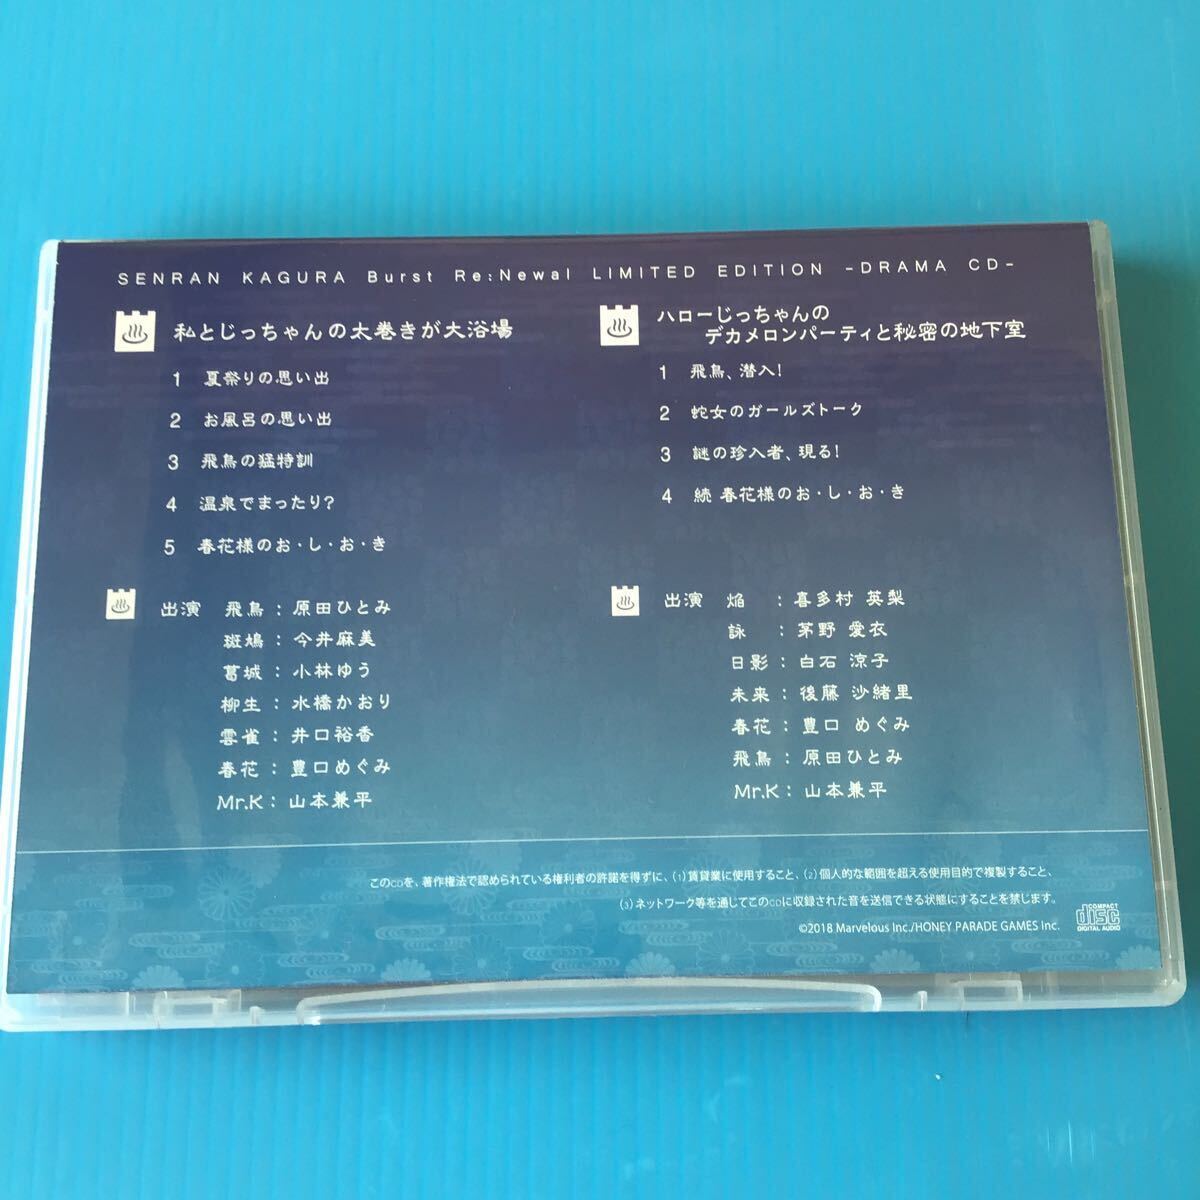 SENRAN KAGURA Burst Re:Newal LIMITED EDITION -DRAMA CD-
私とじっちゃんの太巻きが大浴場
1 夏祭りの思い出
2 お風呂の思い出
3 飛鳥の猛特訓
4 温泉でまったり?
5 春花様のお・し・お・き
出演 飛鳥:原田ひとみ
斑鳩:今井麻美
葛城:小林ゆう
柳生:水橋かおり
雲雀:井口裕香
春花:豊口めぐみ
Mr.K:山本兼平
ハローじっちゃんの
デカメロンパーティと秘密の地下室
1 飛鳥、潜入!
2 蛇女のガールズトーク
3 謎の珍入者、現る!
4 続 春花様のお・し・お・き
出演 焔 :喜多村 英梨
詠 :茅野 愛衣
日影:白石 涼子
未来:後藤 沙緒里
春花:豊口 めぐみ
飛鳥:原田ひとみ
Mr.K:山本兼平
このCDを、著作権法で認められている権利者の許諾を得ずに、(1)賃貸業に使用すること、(2)個人的な範囲を超える使用目的で複製すること、
(3)ネットワーク等を通じてこのCDに収録された音を送信できる状態にすることを禁じます。
©2018 Marvelous Inc./HONEY PARADE GAMES Inc.
COMPACT
disc
DIGITAL AUDIO